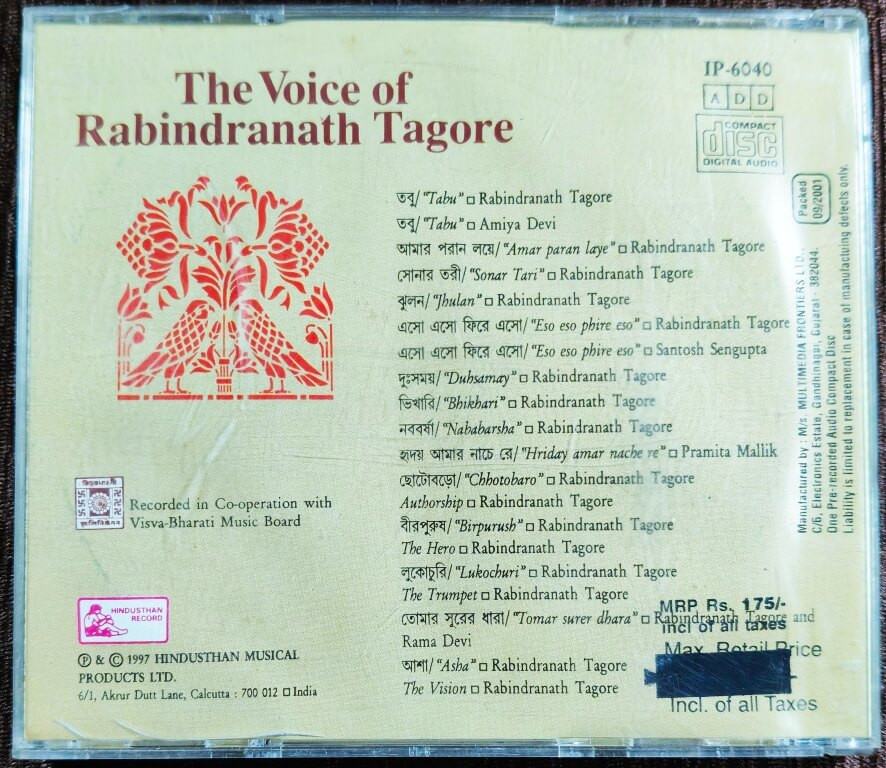 The Voice of
Rabindranath Tagore
IP-6040
A D D
COMPACT
disc
DIGITAL AUDIO
তবু/ "Tabu" □ Rabindranath Tagore
তবু/ "Tabu" □ Amiya Devi
আমার পরান লয়ে/ "Amar paran laye" □ Rabindranath Tagore
সোনার তরী/ "Sonar Tari" □ Rabindranath Tagore
ঝুলন/ "Jhulan" □ Rabindranath Tagore
এসো এসো ফিরে এসো/ "Eso eso phire eso" □ Rabindranath Tagore
এসো এসো ফিরে এসো/ "Eso eso phire eso" □ Santosh Sengupta
দুঃসময়/ "Duhsamay" □ Rabindranath Tagore
ভিখারি/ "Bhikhari" □ Rabindranath Tagore
নববর্ষা/ "Nababarsha" □ Rabindranath Tagore
হৃদয় আমার নাচে রে/ "Hriday amar nache re" □ Pramita Mallik
ছোটোবড়ো/ "Chhotobaro" □ Rabindranath Tagore
Authorship □ Rabindranath Tagore
বীরপুরুষ/ "Birpurush" □ Rabindranath Tagore
The Hero □ Rabindranath Tagore
লুকোচুরি/ "Lukochuri" □ Rabindranath Tagore
The Trumpet □ Rabindranath Tagore
তোমার সুরের ধারা/ "Tomar surer dhara" □ Rabindranath Tagore and
Rama Devi
আশা/ "Asha" □ Rabindranath Tagore
The Vision □ Rabindranath Tagore
Recorded in Co-operation with
Visva-Bharati Music Board
HINDUSTHAN
RECORD
℗ & © 1997 HINDUSTHAN MUSICAL
PRODUCTS LTD.
6/1, Akrur Dutt Lane, Calcutta : 700 012 □ India
MRP Rs. 175/-
incl of all taxes
Max. Retail Price
Incl. of all Taxes
Packed
09/2001
Manufactured by : M/s. MULTIMEDIA FRONTIERS LTD.,
C/6, Electronics Estate, Gandhinagar, Gujarat - 382044.
One Pre-recorded Audio Compact Disc
Liability is limited to replacement in case of manufactuing defects only.